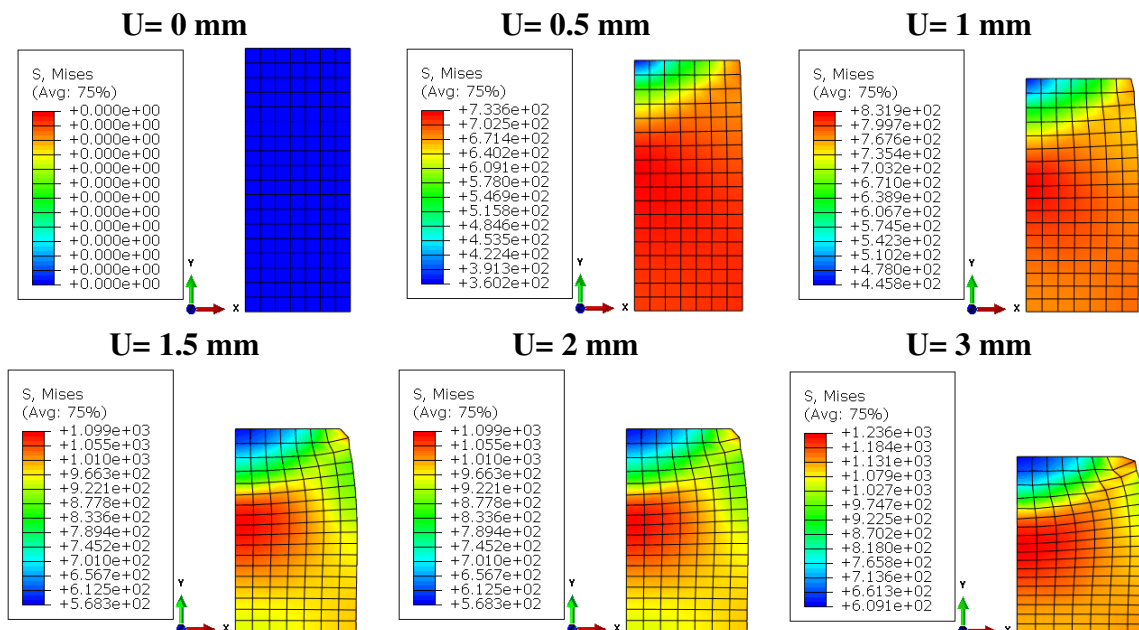 U= 0 mm
S, Mises
(Avg: 75%)
+0.000e+00
+0.000e+00
+0.000e+00
+0.000e+00
+0.000e+00
+0.000e+00
+0.000e+00
+0.000e+00
+0.000e+00
+0.000e+00
+0.000e+00
+0.000e+00
+0.000e+00
Y
X
U= 0.5 mm
S, Mises
(Avg: 75%)
+7.336e+02
+7.025e+02
+6.714e+02
+6.402e+02
+6.091e+02
+5.780e+02
+5.469e+02
+5.158e+02
+4.846e+02
+4.535e+02
+4.224e+02
+3.913e+02
+3.602e+02
Y
X
U= 1 mm
S, Mises
(Avg: 75%)
+8.319e+02
+7.997e+02
+7.676e+02
+7.354e+02
+7.032e+02
+6.710e+02
+6.389e+02
+6.067e+02
+5.745e+02
+5.423e+02
+5.102e+02
+4.780e+02
+4.458e+02
Y
X
U= 1.5 mm
S, Mises
(Avg: 75%)
+1.099e+03
+1.055e+03
+1.010e+03
+9.663e+02
+9.221e+02
+8.778e+02
+8.336e+02
+7.894e+02
+7.452e+02
+7.010e+02
+6.567e+02
+6.125e+02
+5.683e+02
Y
X
U= 2 mm
S, Mises
(Avg: 75%)
+1.099e+03
+1.055e+03
+1.010e+03
+9.663e+02
+9.221e+02
+8.778e+02
+8.336e+02
+7.894e+02
+7.452e+02
+7.010e+02
+6.567e+02
+6.125e+02
+5.683e+02
Y
X
U= 3 mm
S, Mises
(Avg: 75%)
+1.236e+03
+1.184e+03
+1.131e+03
+1.079e+03
+1.027e+03
+9.747e+02
+9.225e+02
+8.702e+02
+8.180e+02
+7.658e+02
+7.136e+02
+6.613e+02
+6.091e+02
Y
X